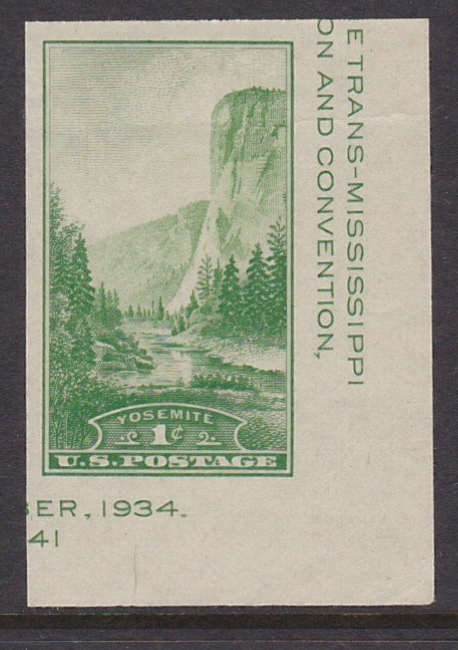 E TRANS-MISSISSIPPI
ON AND CONVENTION,
YOSEMITE
1¢
U.S.POSTAGE
BER, 1934.
41